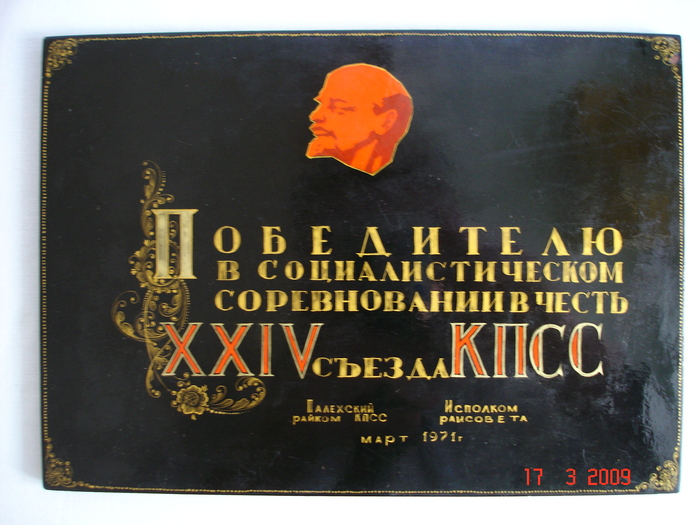 Победителю
в социалистическом
соревновании в честь
XXIV съезда КПСС
Палехский Исполком
райком КПСС райсовета
март 1971г
17 3 2009